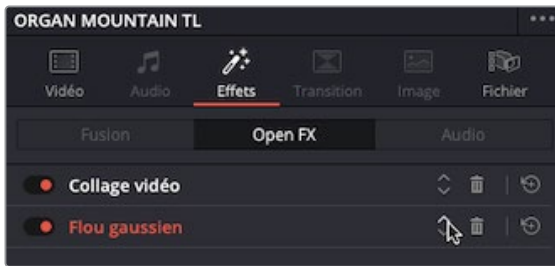 ORGAN MOUNTAIN TL
Vidéo Audio Effets Transition Image Fichier
Fusion Open FX Audio
Collage vidéo
Flou gaussien